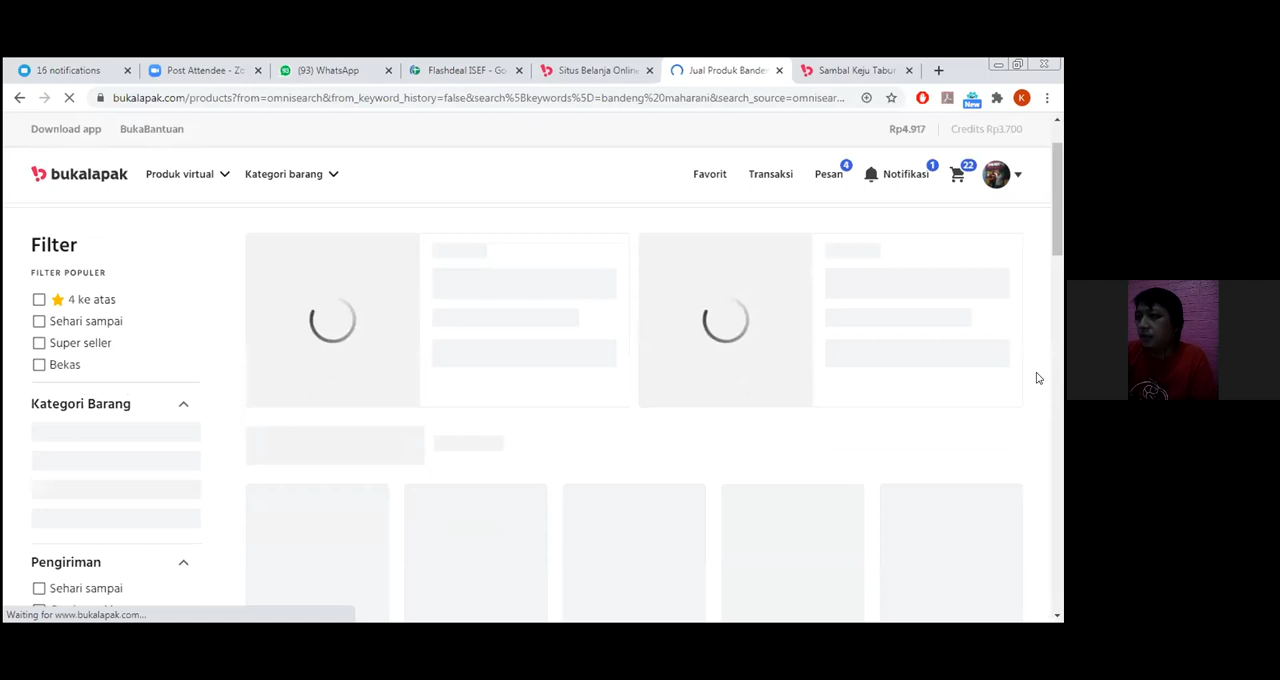 16 notifications
Post Attendee - Zo
(93) WhatsApp
Flashdeal ISEF - Go
Situs Belanja Online
Jual Produk Bande
Sambal Keju Tabur
bukalapak.com/products?from=omnisearch&from_keyword_history=false&search%5Bkeywords%5D=bandeng%20maharani&search_source=omnisear...
New
K
Download app BukaBantuan Rp4.917 Credits Rp3.700
bukalapak Produk virtual Kategori barang Favorit Transaksi Pesan 4 Notifikasi 1 22
Filter
FILTER POPULER
4 ke atas
Sehari sampai
Super seller
Bekas
Kategori Barang
Pengiriman
Sehari sampai
Waiting for www.bukalapak.com...